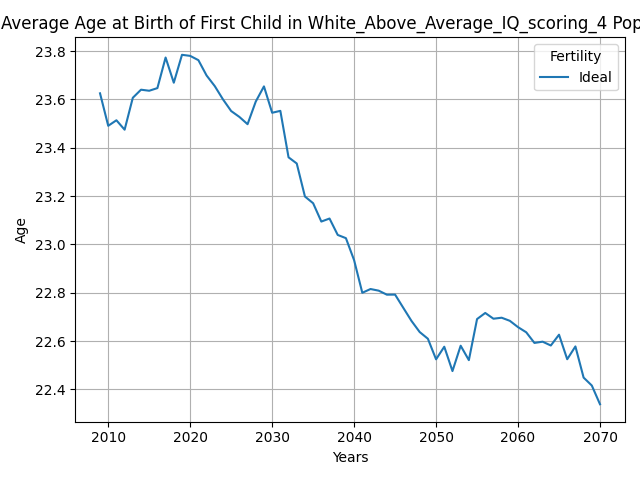 Average Age at Birth of First Child in White_Above_Average_IQ_scoring_4 Pop
Fertility
Ideal
23.8
23.6
23.4
23.2
23.0
22.8
22.6
22.4
Age
2010 2020 2030 2040 2050 2060 2070
Years